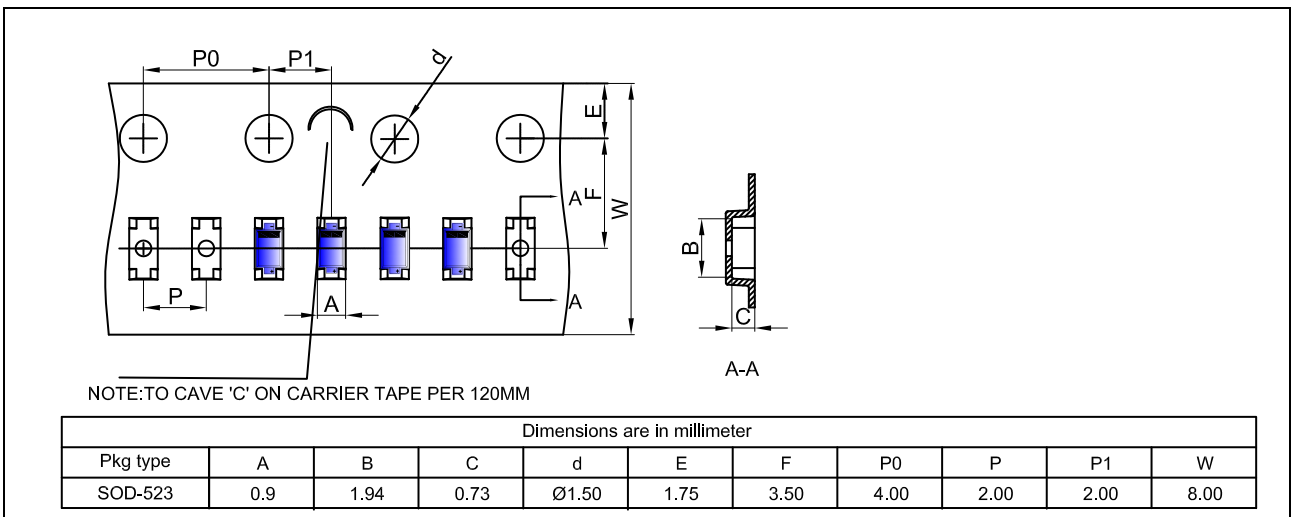 P0
P1
d
E
F
W
A
A
P
A
B
C
A-A
NOTE:TO CAVE 'C' ON CARRIER TAPE PER 120MM
Dimensions are in millimeter
Pkg type A B C d E F P0 P P1 W
SOD-523 0.9 1.94 0.73 Ø1.50 1.75 3.50 4.00 2.00 2.00 8.00